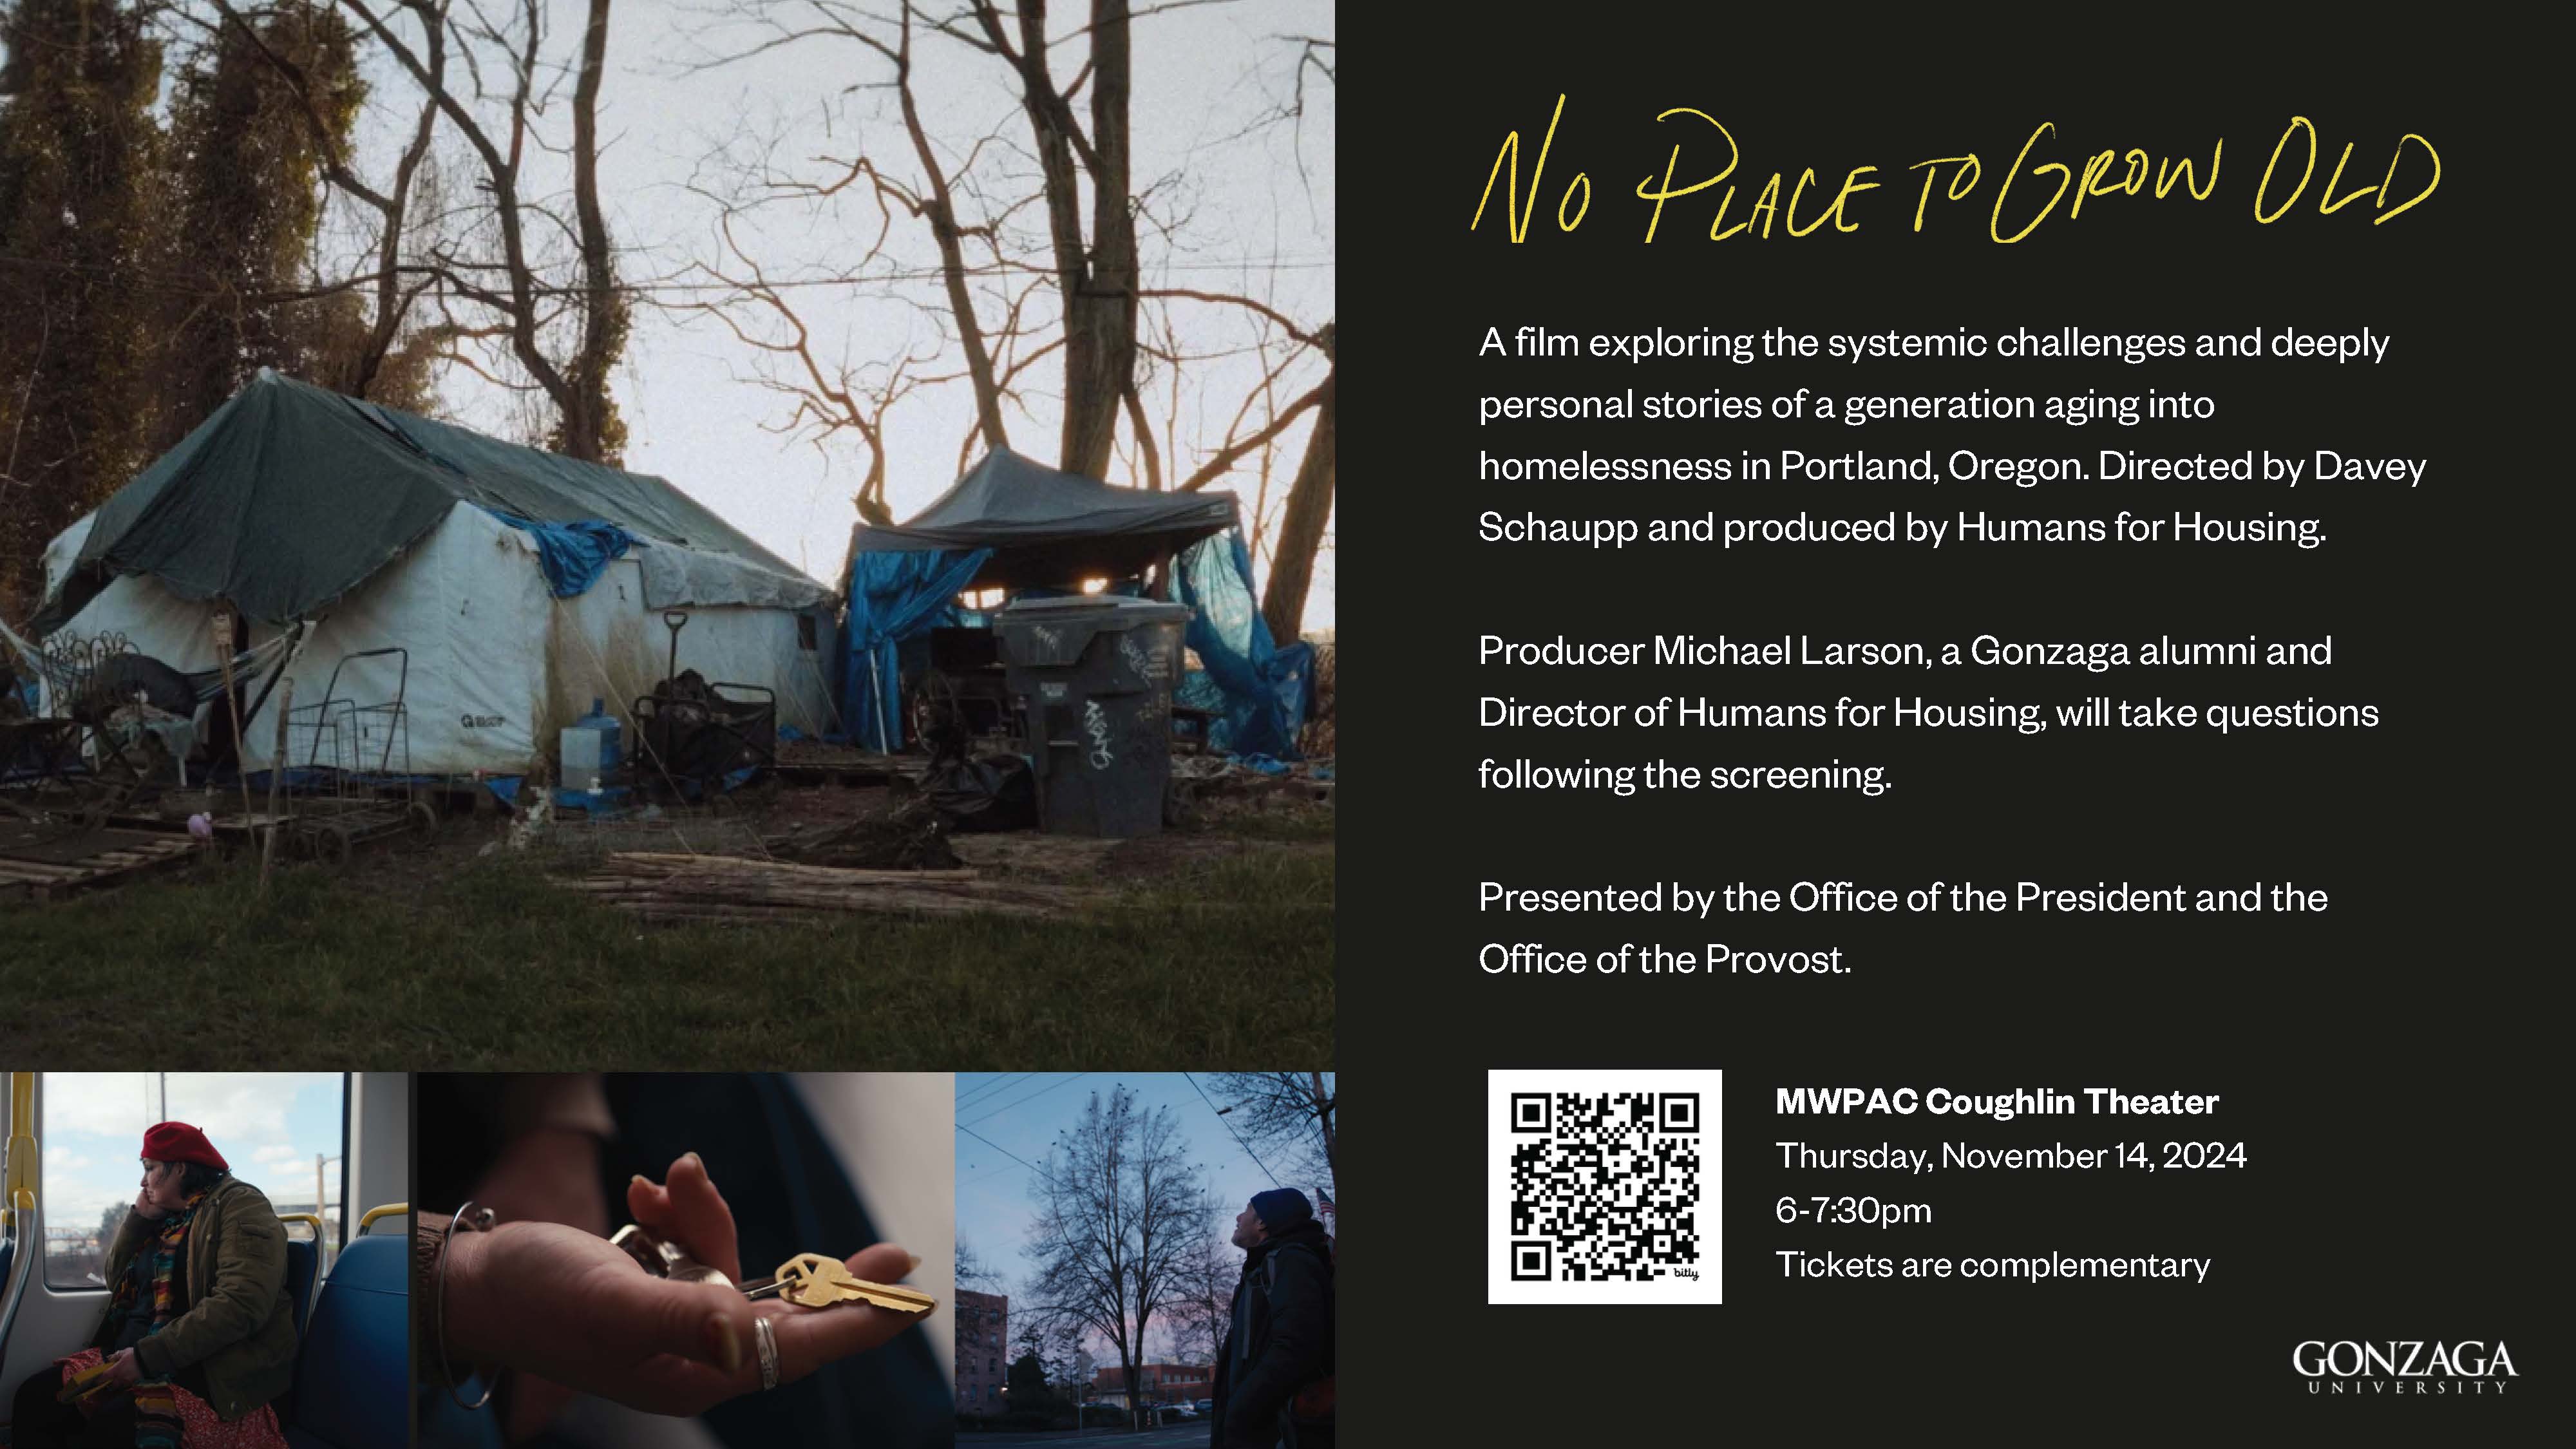 No Place to Grow Old
A film exploring the systemic challenges and deeply
personal stories of a generation aging into
homelessness in Portland, Oregon. Directed by Davey
Schaupp and produced by Humans for Housing.
Producer Michael Larson, a Gonzaga alumni and
Director of Humans for Housing, will take questions
following the screening.
Presented by the Office of the President and the
Office of the Provost.
bitly
MWPAC Coughlin Theater
Thursday, November 14, 2024
6-7:30pm
Tickets are complementary
GONZAGA
UNIVERSITY